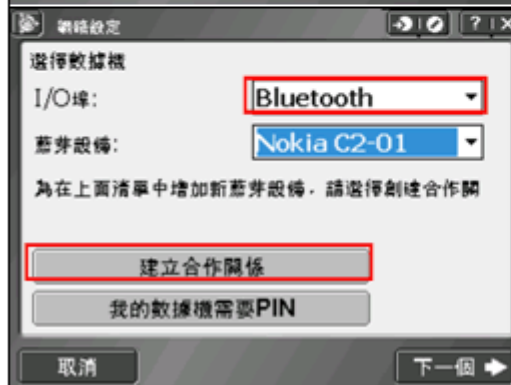 網絡設定
選擇數據機
I/O埠: Bluetooth
藍芽設備: Nokia C2-01
為在上面清單中增加新藍芽設備，請選擇創建合作關
建立合作關係
我的數據機需要PIN
取消 下一個